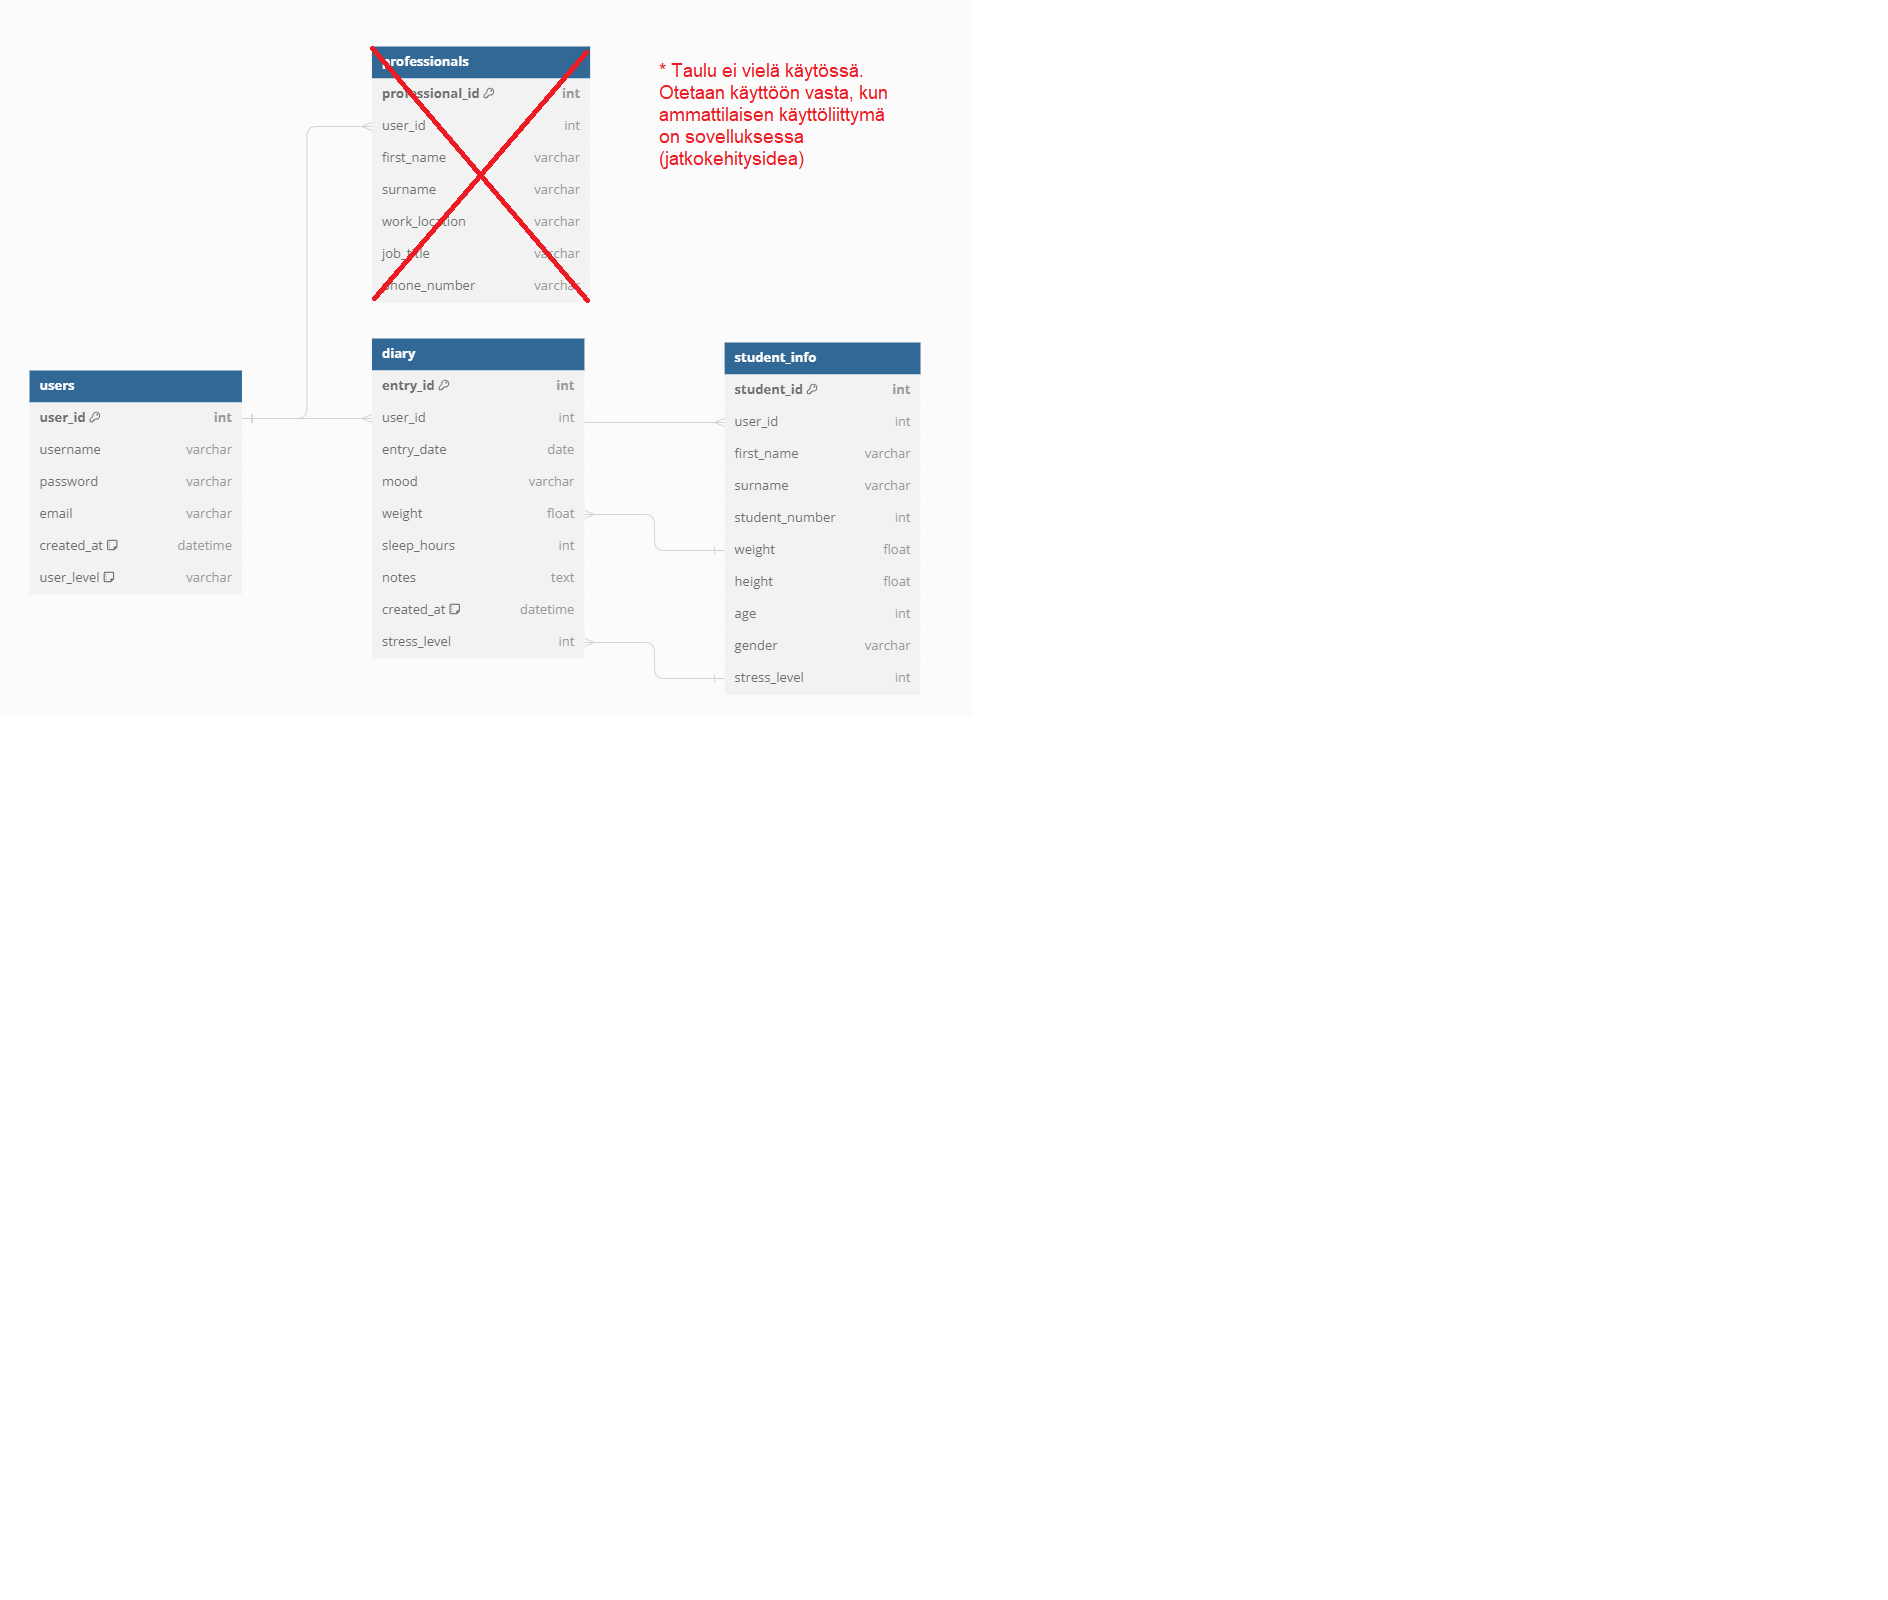 professionals
professional_id int
user_id int
first_name varchar
surname varchar
work_location varchar
job_title varchar
phone_number varchar
* Taulu ei vielä käytössä.
Otetaan käyttöön vasta, kun
ammattilaisen käyttöliittymä
on sovelluksessa
(jatkokehitysidea)
users
user_id int
username varchar
password varchar
email varchar
created_at datetime
user_level varchar
diary
entry_id int
user_id int
entry_date date
mood varchar
weight float
sleep_hours int
notes text
created_at datetime
stress_level int
student_info
student_id int
user_id int
first_name varchar
surname varchar
student_number int
weight float
height float
age int
gender varchar
stress_level int